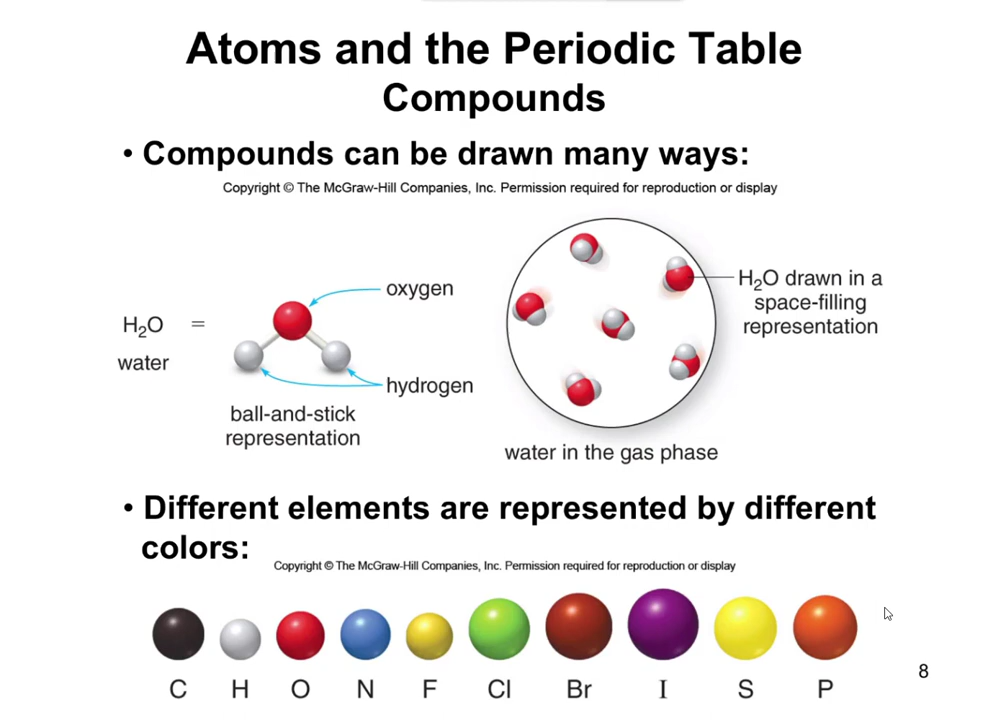 Atoms and the Periodic Table
Compounds
• Compounds can be drawn many ways:
Copyright © The McGraw-Hill Companies, Inc. Permission required for reproduction or display
H₂O =
water
oxygen
hydrogen
ball-and-stick
representation
H₂O drawn in a
space-filling
representation
water in the gas phase
• Different elements are represented by different
colors:
Copyright © The McGraw-Hill Companies, Inc. Permission required for reproduction or display
C H O N F Cl Br I S P
8